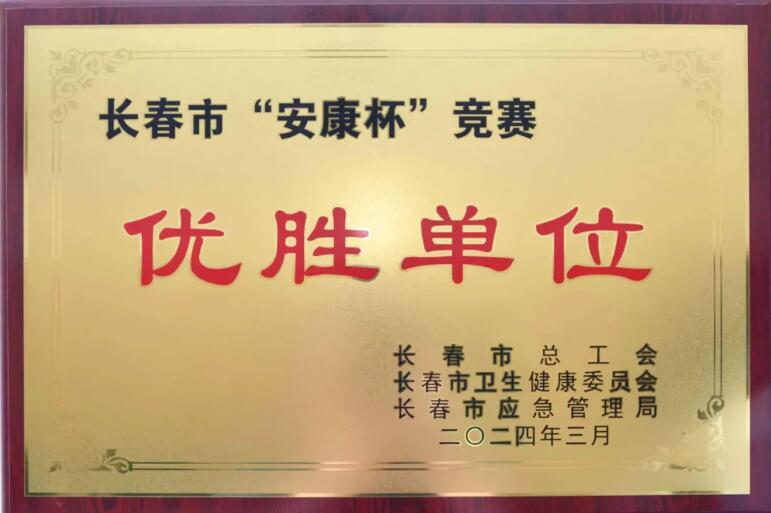 长春市“安康杯”竞赛
优胜单位
长春市总工会
长春市卫生健康委员会
长春市应急管理局
二〇二四年三月